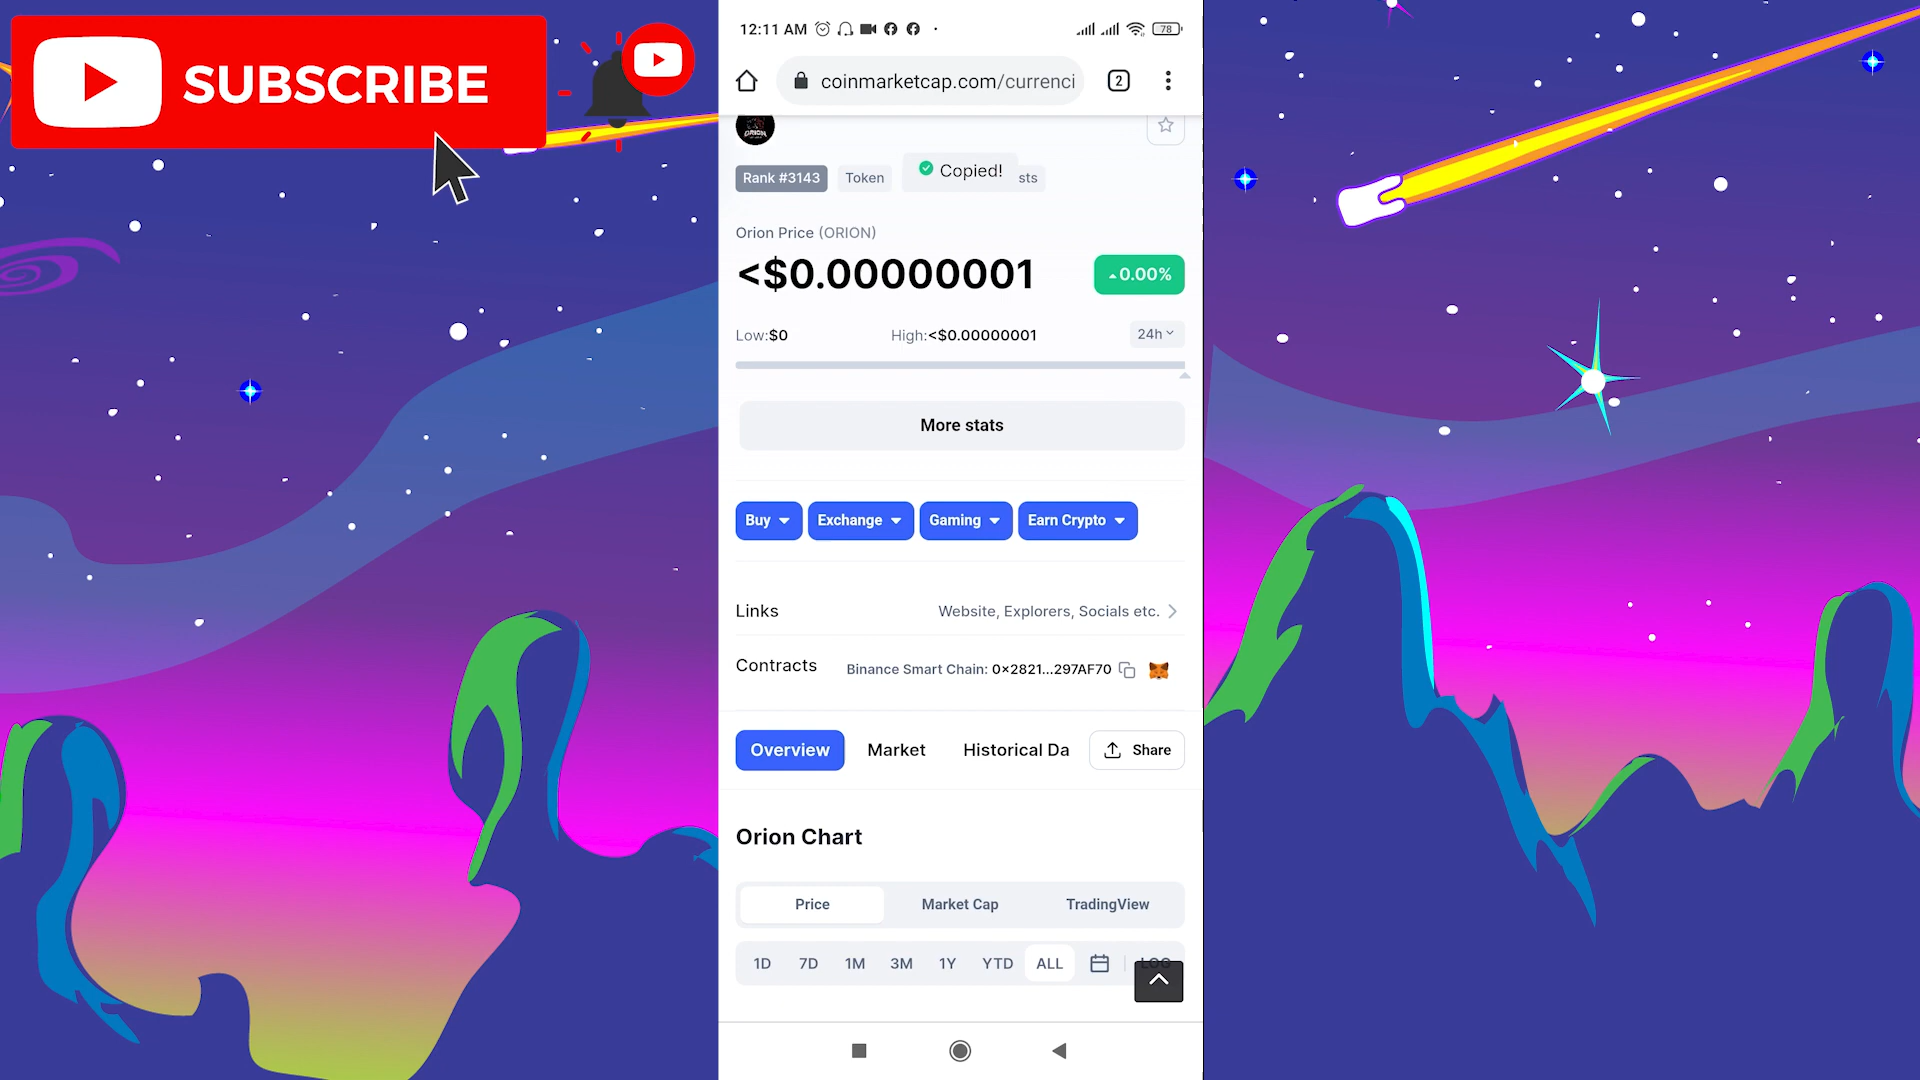 SUBSCRIBE
12:11 AM
78
coinmarketcap.com/currenci
2
ORION
Rank #3143
Token
Copied!
sts
Orion Price (ORION)
<$0.00000001
0.00%
Low:$0
High:<$0.00000001
24h
More stats
Buy
Exchange
Gaming
Earn Crypto
Links
Website, Explorers, Socials etc.
Contracts
Binance Smart Chain: 0x2821...297AF70
Overview
Market
Historical Da
Share
Orion Chart
Price
Market Cap
TradingView
1D
7D
1M
3M
1Y
YTD
ALL
LOG